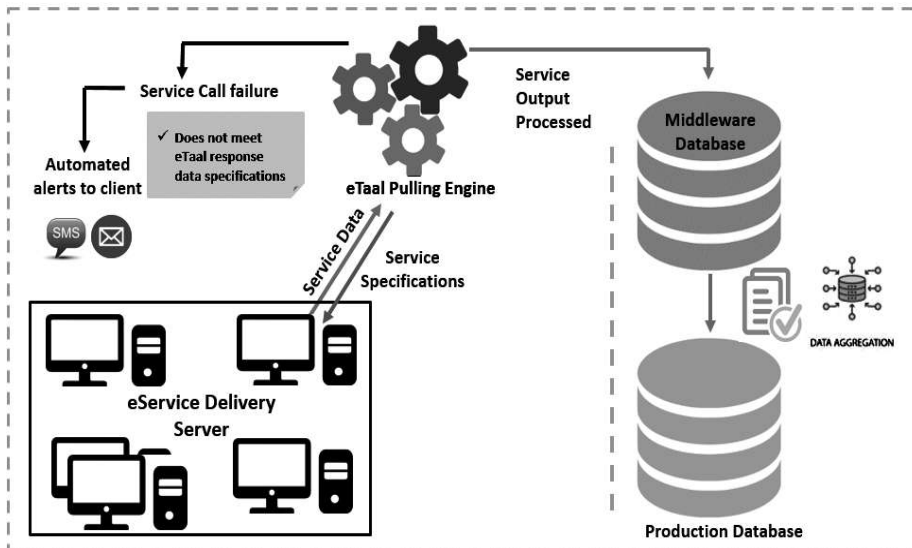 Service Call failure
✓ Does not meet
eTaal response
data specifications
Automated
alerts to client
SMS
eTaal Pulling Engine
Service
Output
Processed
Middleware
Database
Service Data
Service
Specifications
eService Delivery
Server
DATA AGGREGATION
Production Database